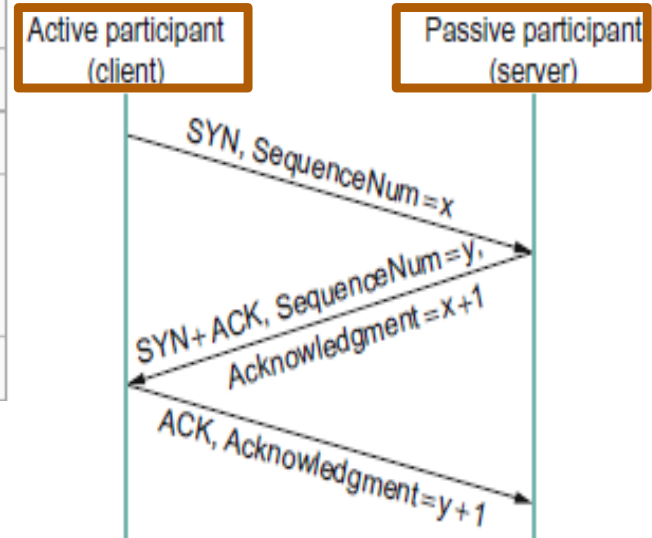 Active participant
(client)
Passive participant
(server)
SYN, SequenceNum=x
SYN+ACK, SequenceNum=y,
Acknowledgment=x+1
ACK, Acknowledgment=y+1